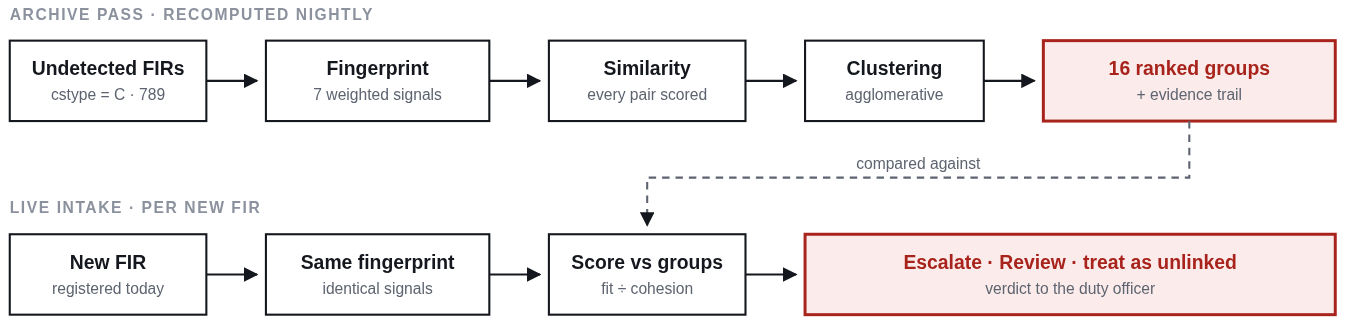 ARCHIVE PASS · RECOMPUTED NIGHTLY
Undetected FIRs
cstype = C · 789
Fingerprint
7 weighted signals
Similarity
every pair scored
Clustering
agglomerative
16 ranked groups
+ evidence trail
compared against
LIVE INTAKE · PER NEW FIR
New FIR
registered today
Same fingerprint
identical signals
Score vs groups
fit ÷ cohesion
Escalate · Review · treat as unlinked
verdict to the duty officer